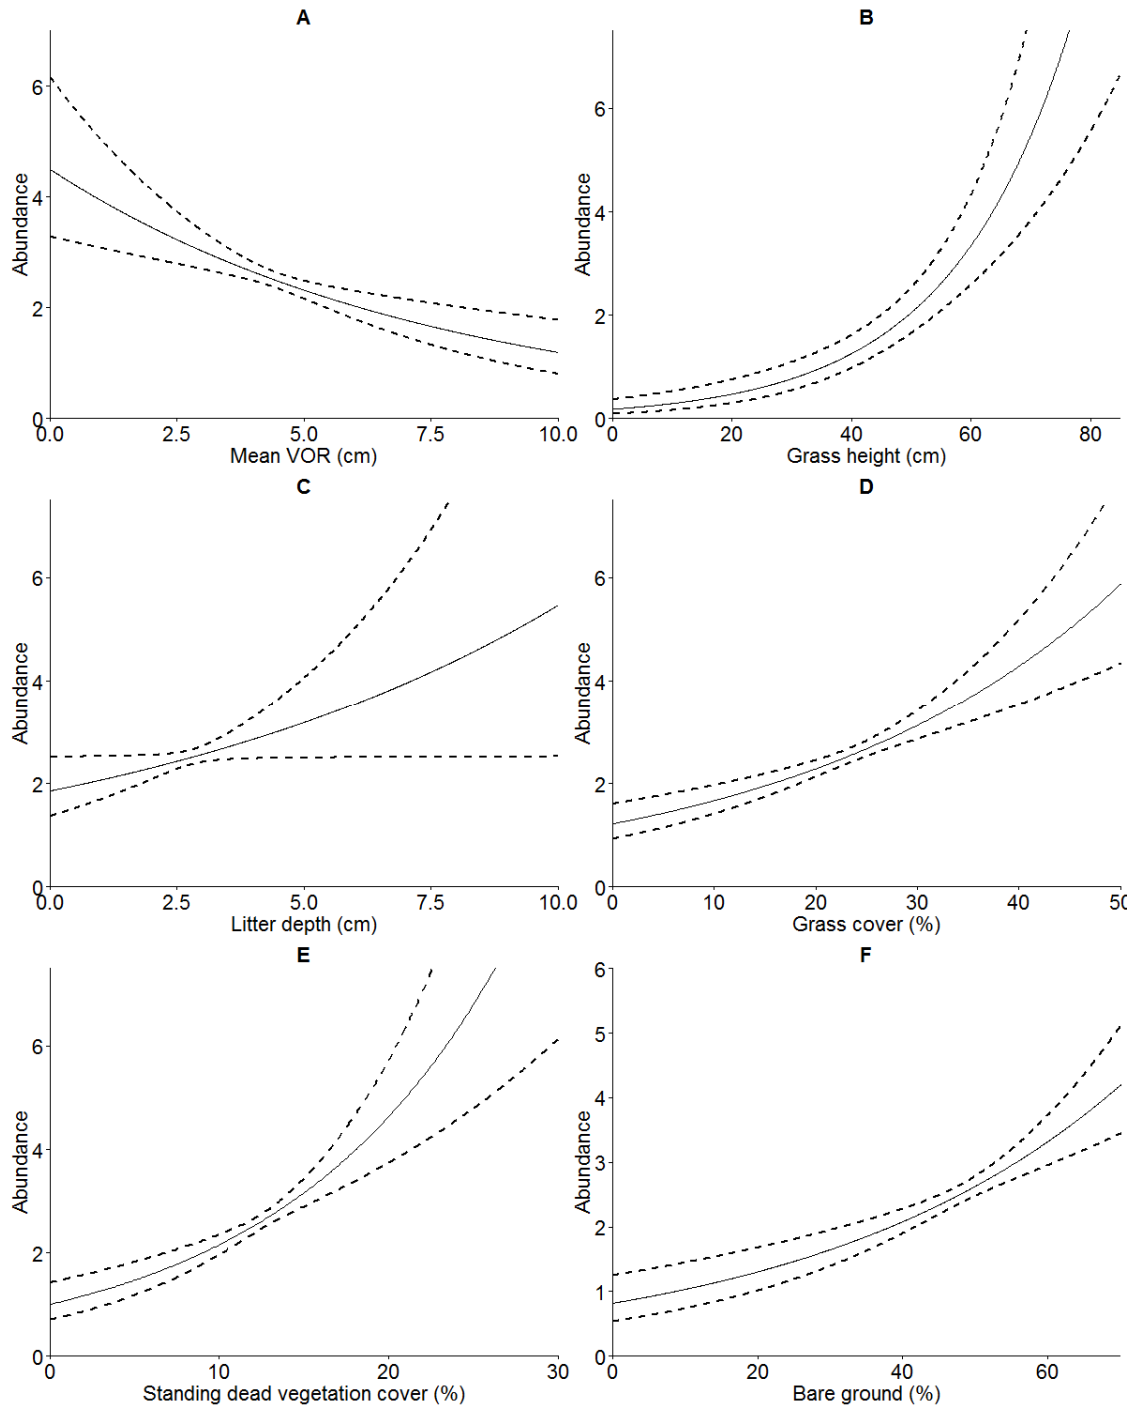 A
Abundance
6
4
2
0
0.0 2.5 5.0 7.5 10.0
Mean VOR (cm)
B
Abundance
6
4
2
0
0 20 40 60 80
Grass height (cm)
C
Abundance
6
4
2
0
0.0 2.5 5.0 7.5 10.0
Litter depth (cm)
D
Abundance
6
4
2
0
0 10 20 30 40 50
Grass cover (%)
E
Abundance
6
4
2
0
0 10 20 30
Standing dead vegetation cover (%)
F
Abundance
6
5
4
3
2
1
0
0 20 40 60
Bare ground (%)